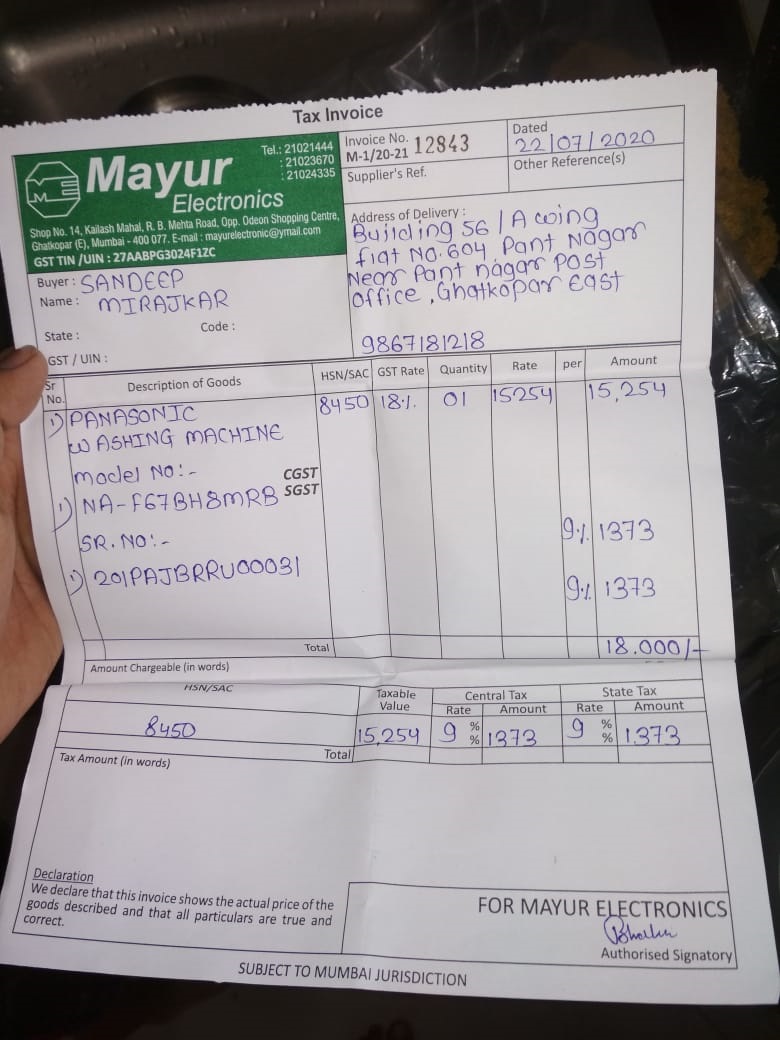 Tax Invoice
Mayur
Electronics
Tel.: 21021444
: 21023670
: 21024335
Shop No. 14, Kailash Mahal, R. B. Mehta Road, Opp. Odeon Shopping Centre,
Ghatkopar (E), Mumbai - 400 077. E-mail : mayurelectronic@ymail.com
GST TIN /UIN : 27AABPG3024F1ZC
Invoice No.
M-1/20-21 12843
Dated
22/07/2020
Supplier's Ref.
Other Reference(s)
Buyer : SANDEEP
Name : MIRAJKAR
State :
Code :
GST / UIN :
Address of Delivery :
Building 56 / A wing
flat No. 604, Pant Nagar
Near Pant nagar Post
office, Ghatkopar East
9867181218
Sr No. Description of Goods HSN/SAC GST Rate Quantity Rate per Amount
1) PANASONIC 8450 18% 01 15254 15,254
WASHING MACHINE
model No:-
CGST
1) NA-F67BH8MRB SGST
9% 1373
SR. NO:-
1) 201PAJBRRU00031
9% 1373
Total 18.000/-
Amount Chargeable (in words)
HSN/SAC Taxable Value Central Tax State Tax
Rate Amount Rate Amount
8450 15,254 9 % 1373 9 % 1373
% %
Total
Tax Amount (in words)
Declaration
We declare that this invoice shows the actual price of the
goods described and that all particulars are true and
correct.
FOR MAYUR ELECTRONICS
Authorised Signatory
SUBJECT TO MUMBAI JURISDICTION